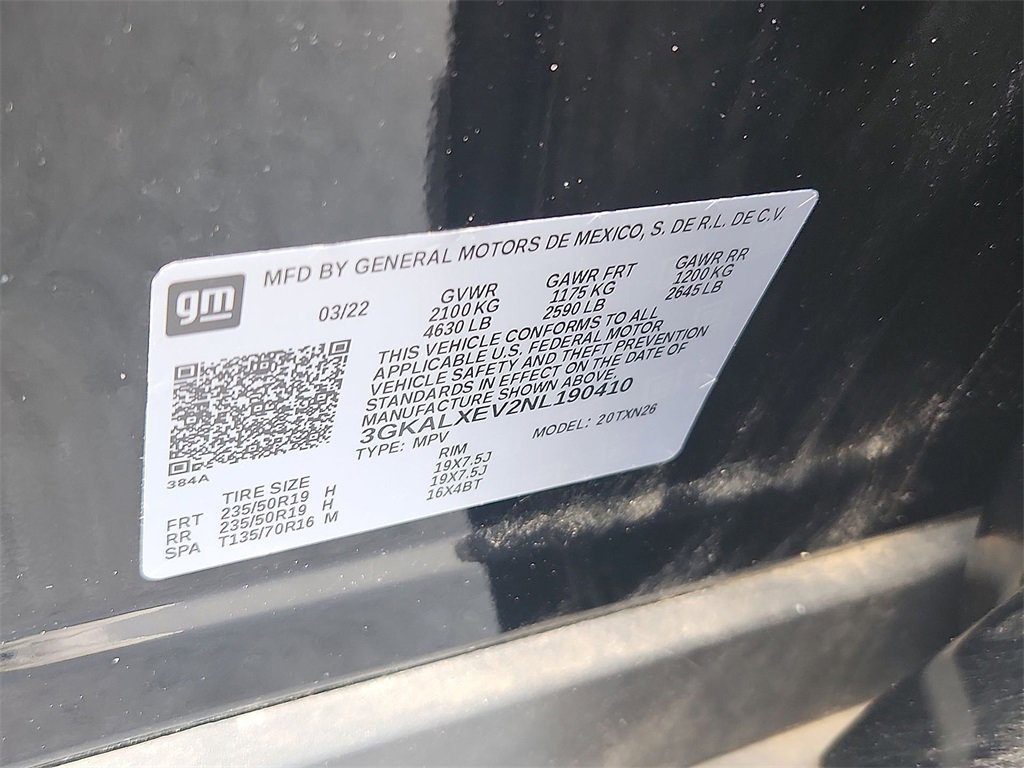 MFD BY GENERAL MOTORS DE MEXICO, S. DE R.L. DE C.V.
gm
03/22 GVWR GAWR FRT GAWR RR
2100 KG 1175 KG 1200 KG
4630 LB 2590 LB 2645 LB
THIS VEHICLE CONFORMS TO ALL
APPLICABLE U.S. FEDERAL MOTOR
VEHICLE SAFETY AND THEFT PREVENTION
STANDARDS IN EFFECT ON THE DATE OF
MANUFACTURE SHOWN ABOVE.
3GKALXEV2NL190410
TYPE: MPV MODEL: 20TXN26
384A
TIRE SIZE RIM
FRT 235/50R19 H 19X7.5J
RR 235/50R19 H 19X7.5J
SPA T135/70R16 M 16X4BT